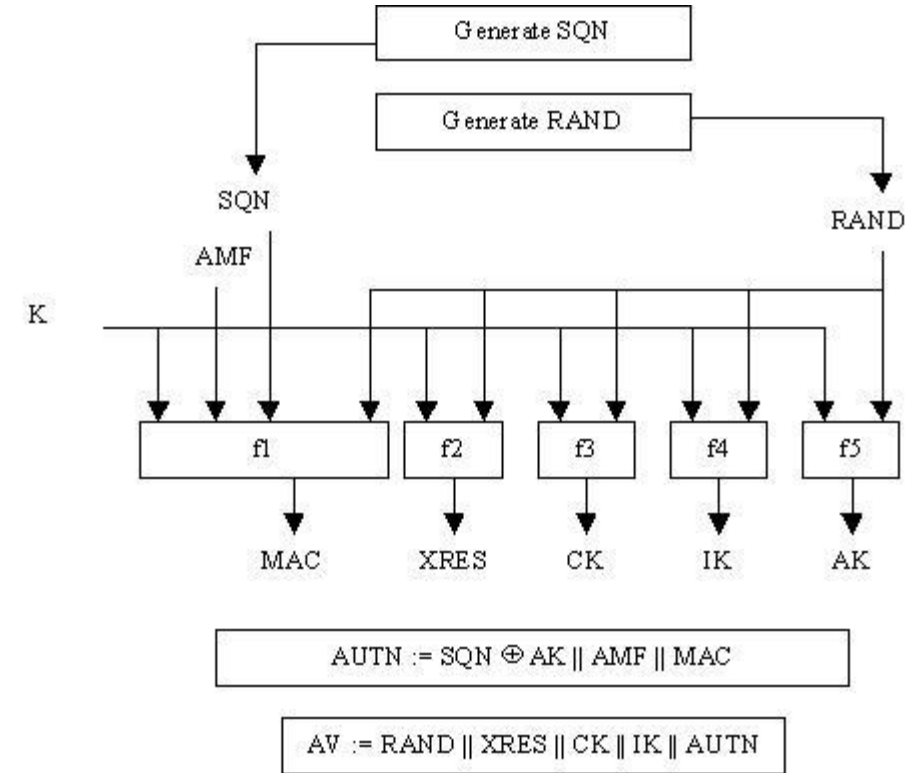 Generate SQN
Generate RAND
SQN
RAND
AMF
K
f1
f2
f3
f4
f5
MAC
XRES
CK
IK
AK
AUTN := SQN ⊕ AK || AMF || MAC
AV := RAND || XRES || CK || IK || AUTN